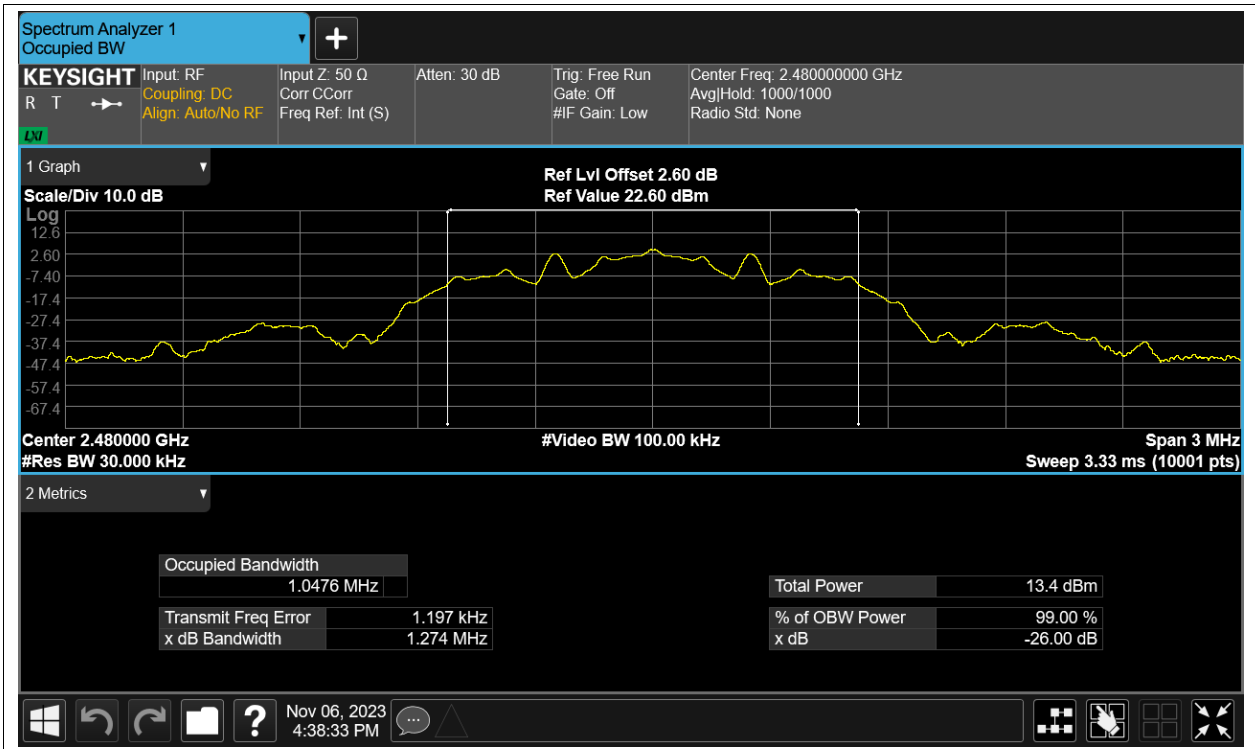 Spectrum Analyzer 1
Occupied BW
KEYSIGHT
R T
LXI
Input: RF
Coupling: DC
Align: Auto/No RF
Input Z: 50 Ω
Corr CCorr
Freq Ref: Int (S)
Atten: 30 dB
Trig: Free Run
Gate: Off
#IF Gain: Low
Center Freq: 2.480000000 GHz
Avg|Hold: 1000/1000
Radio Std: None
1 Graph
Scale/Div 10.0 dB
Ref Lvl Offset 2.60 dB
Ref Value 22.60 dBm
Log
12.6
2.60
-7.40
-17.4
-27.4
-37.4
-47.4
-57.4
-67.4
Center 2.480000 GHz
#Res BW 30.000 kHz
#Video BW 100.00 kHz
Span 3 MHz
Sweep 3.33 ms (10001 pts)
2 Metrics
Occupied Bandwidth
1.0476 MHz
Transmit Freq Error 1.197 kHz
x dB Bandwidth 1.274 MHz
Total Power 13.4 dBm
% of OBW Power 99.00 %
x dB -26.00 dB
Nov 06, 2023
4:38:33 PM